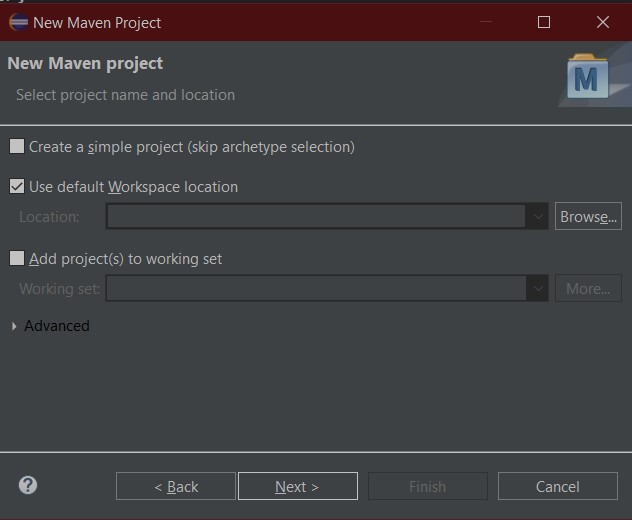 New Maven Project
New Maven project
Select project name and location
M
Create a simple project (skip archetype selection)
Use default Workspace location
Location:
Browse...
Add project(s) to working set
Working set:
More...
Advanced
?
< Back
Next >
Finish
Cancel